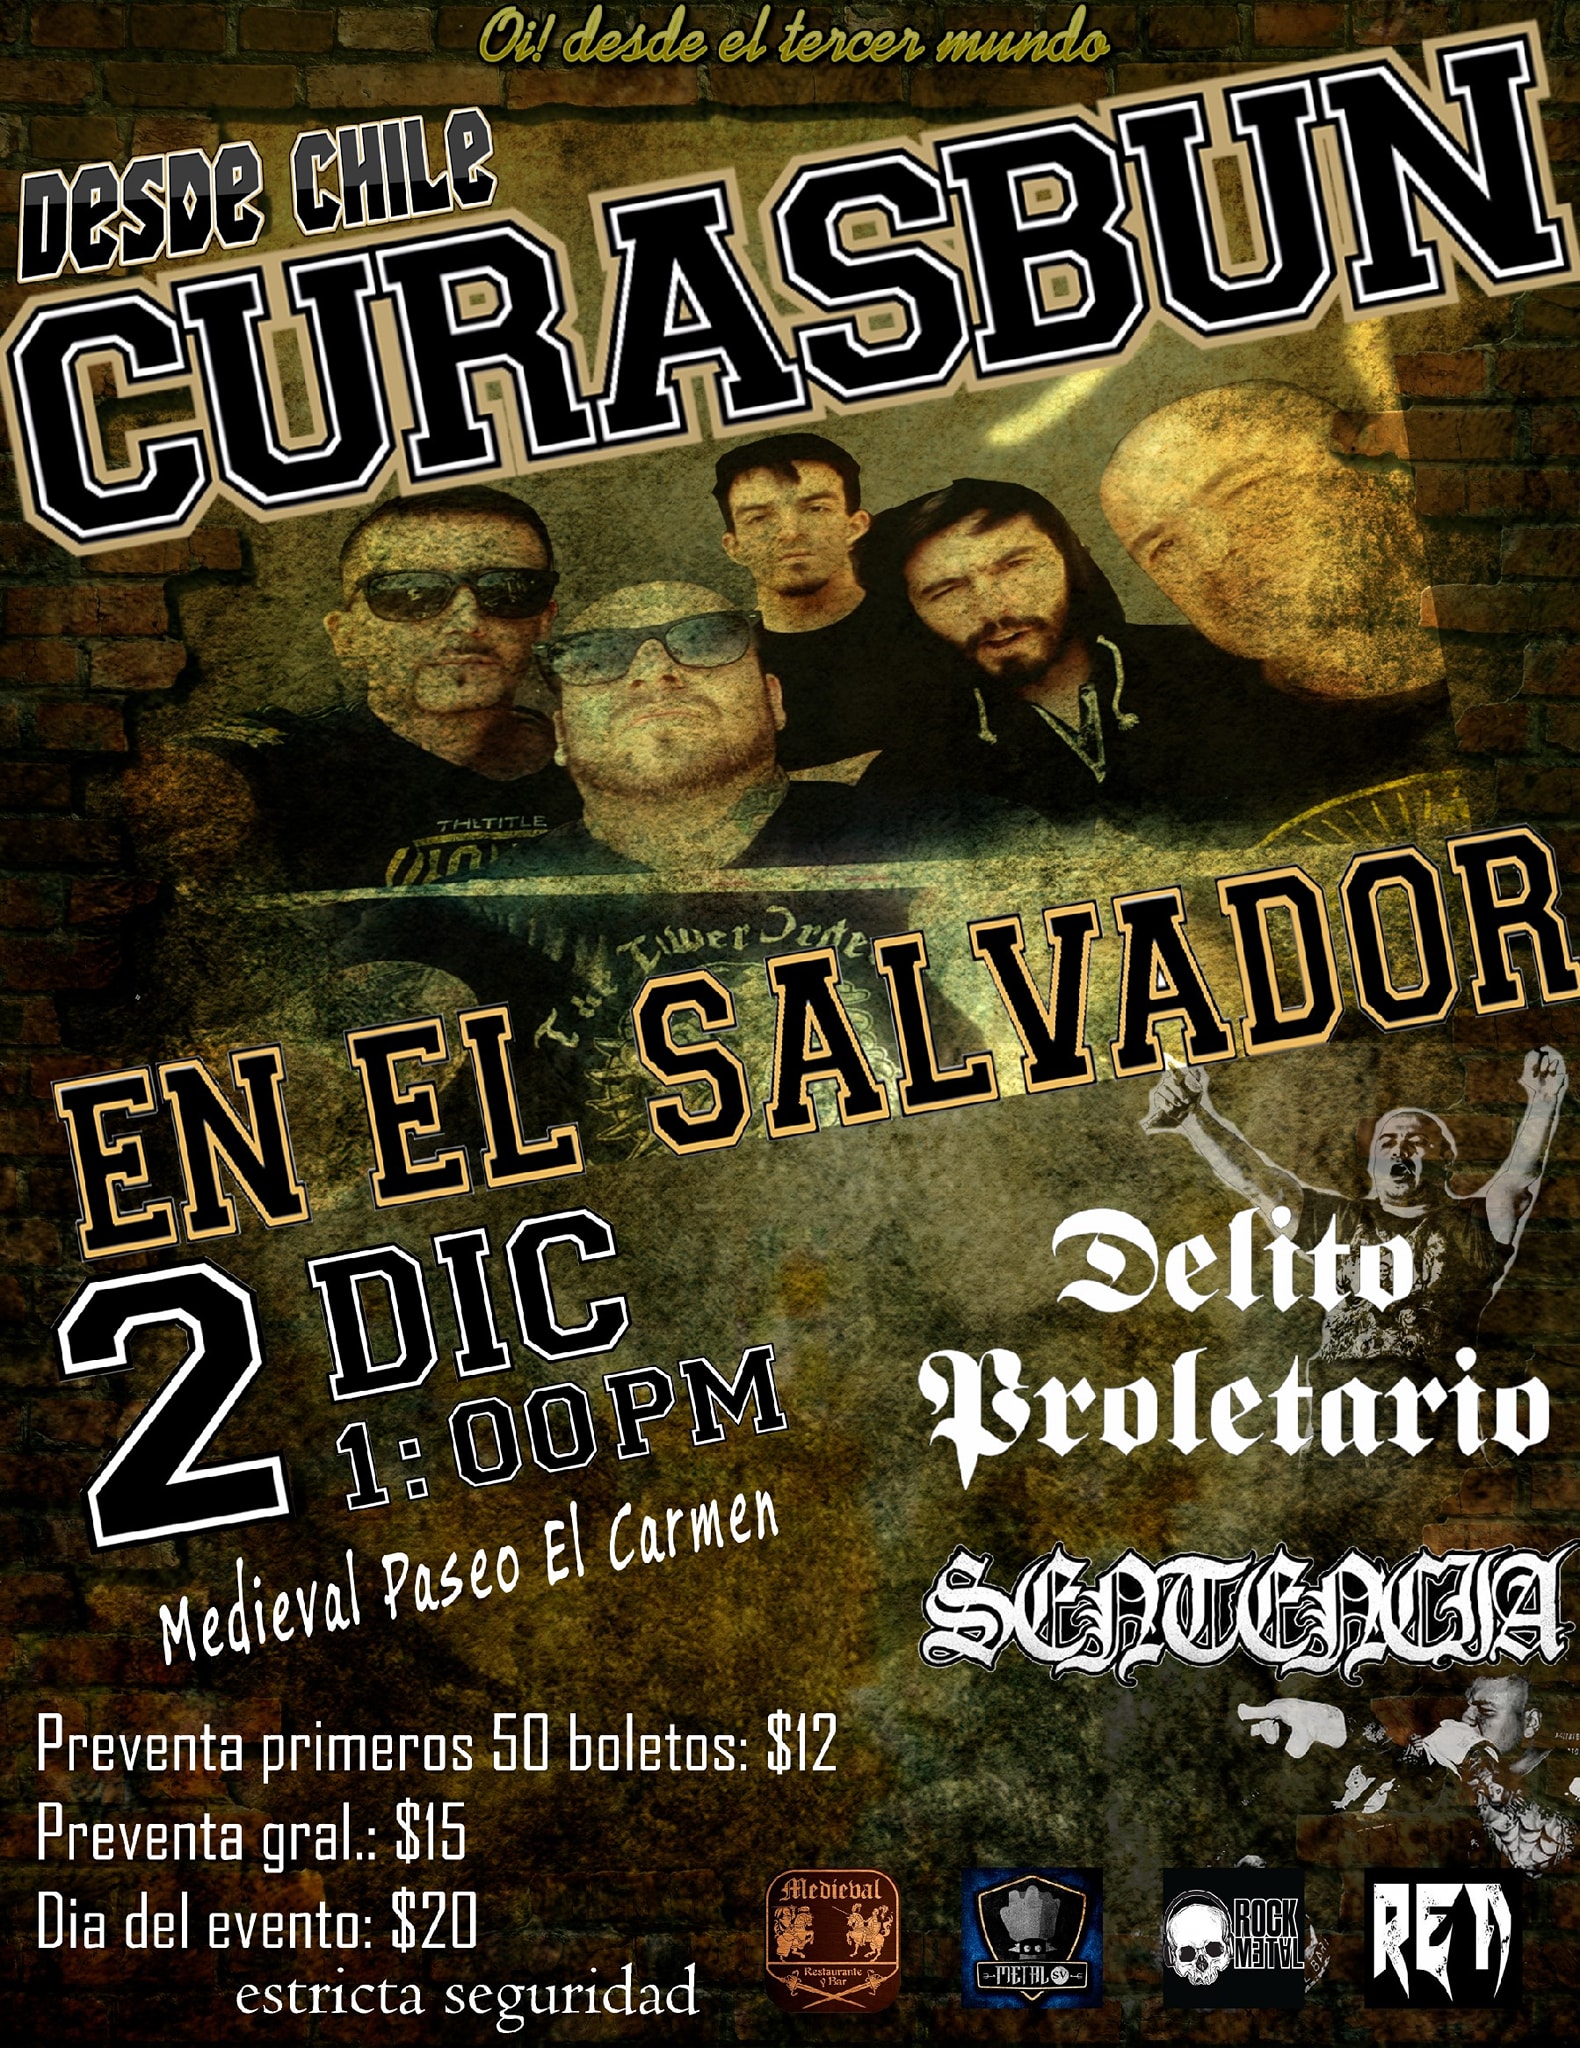 Oi! desde el tercer mundo
DESDE CHILE
CURASBUN
THE TITLE
EN EL SALVADOR
2 DIC
1:00PM
Medieval Paseo El Carmen
Delito
Proletario
SENTENCIA
Preventa primeros 50 boletos: $12
Preventa gral.: $15
Dia del evento: $20
estricta seguridad
Medieval
Restaurante
y Bar
METAL SV
ROCK
METAL